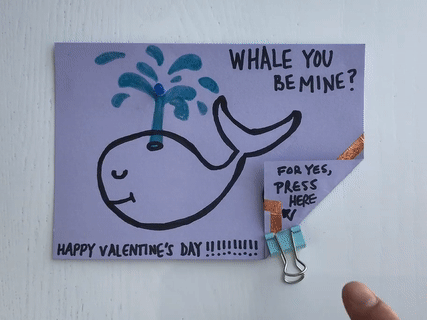 WHALE YOU
BE MINE?
FOR YES,
PRESS
HERE
HAPPY VALENTINE'S DAY !!!!!!!!!!